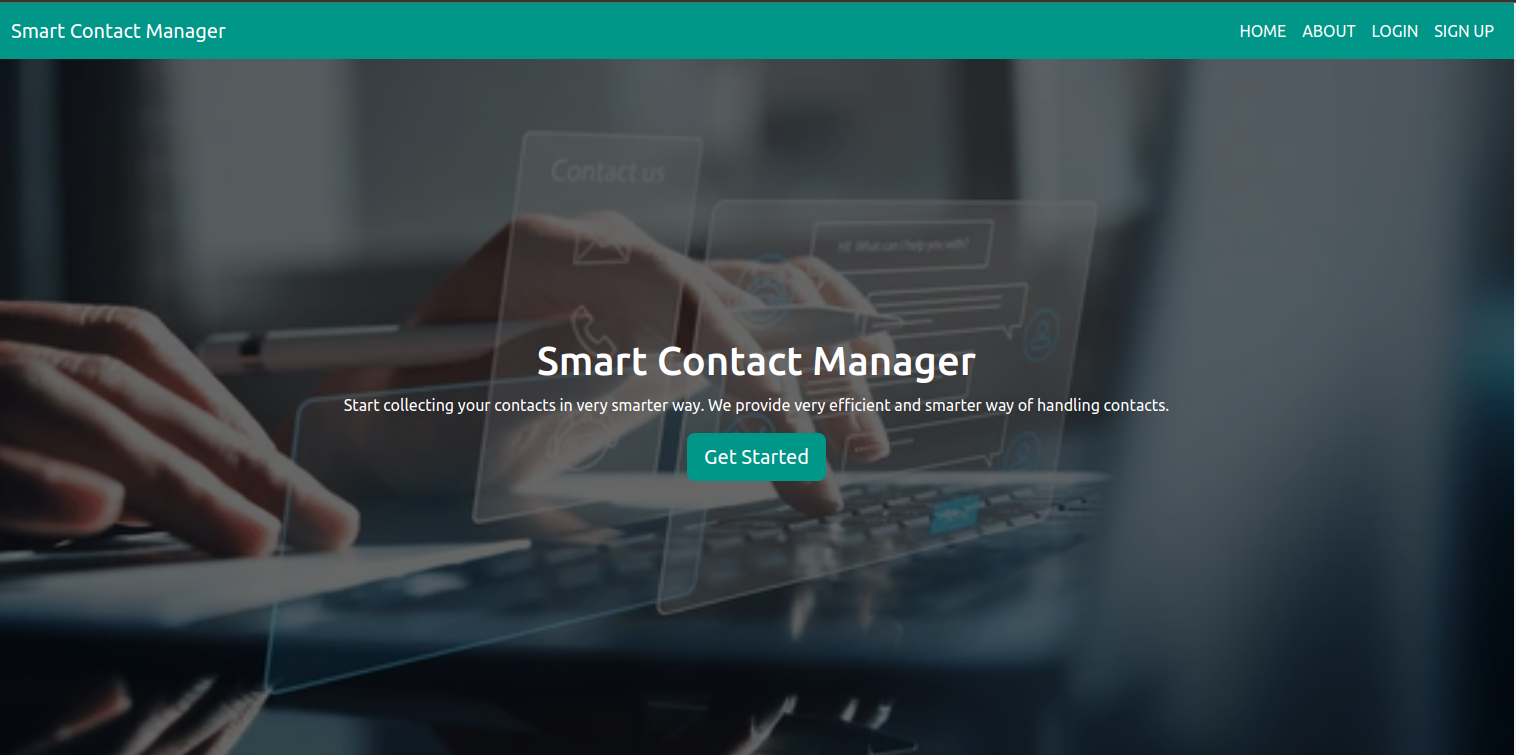 Smart Contact Manager
HOME ABOUT LOGIN SIGN UP
Contact us
Hi! What can I help you with?
Smart Contact Manager
Start collecting your contacts in very smarter way. We provide very efficient and smarter way of handling contacts.
Get Started